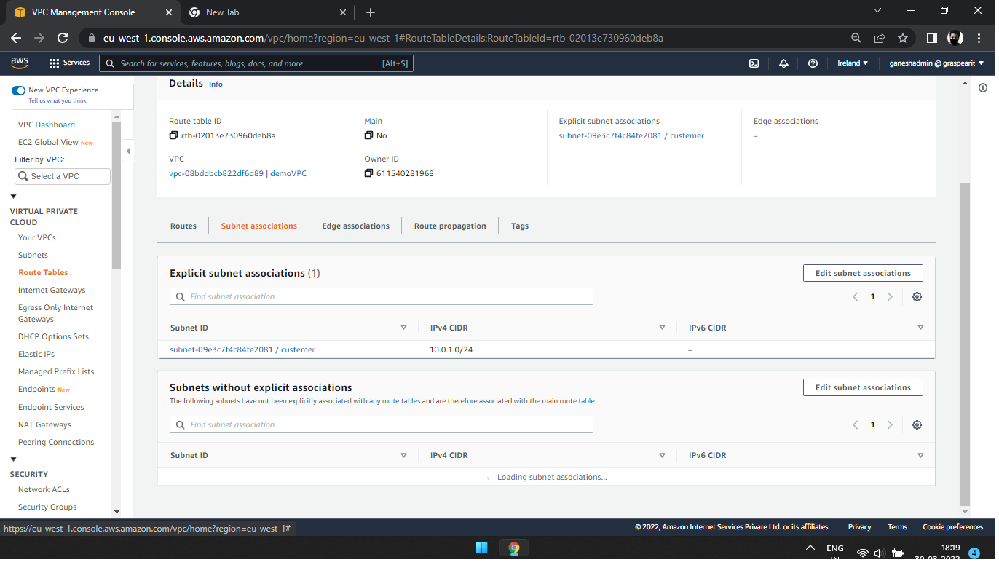 VPC Management Console
New Tab
eu-west-1.console.aws.amazon.com/vpc/home?region=eu-west-1#RouteTableDetails:RouteTableId=rtb-02013e730960deb8a
aws
Services
Search for services, features, blogs, docs, and more
[Alt+S]
Ireland
ganeshadmin @ graspearit
New VPC Experience
Tell us what you think
VPC Dashboard
EC2 Global View New
Filter by VPC:
Select a VPC
VIRTUAL PRIVATE
CLOUD
Your VPCs
Subnets
Route Tables
Internet Gateways
Egress Only Internet
Gateways
DHCP Options Sets
Elastic IPs
Managed Prefix Lists
Endpoints New
Endpoint Services
NAT Gateways
Peering Connections
SECURITY
Network ACLs
Security Groups
Details Info
Route table ID
rtb-02013e730960deb8a
Main
No
Explicit subnet associations
subnet-09e3c7f4c84fe2081 / custemer
Edge associations
–
VPC
vpc-08bddbcb822df6d89 | demoVPC
Owner ID
611540281968
Routes
Subnet associations
Edge associations
Route propagation
Tags
Explicit subnet associations (1)
Edit subnet associations
Find subnet association
1
Subnet ID
IPv4 CIDR
IPv6 CIDR
subnet-09e3c7f4c84fe2081 / custemer
10.0.1.0/24
–
Subnets without explicit associations
Edit subnet associations
The following subnets have not been explicitly associated with any route tables and are therefore associated with the main route table:
Find subnet association
1
Subnet ID
IPv4 CIDR
IPv6 CIDR
Loading subnet associations...
https://eu-west-1.console.aws.amazon.com/vpc/home?region=eu-west-1#
© 2022, Amazon Internet Services Private Ltd. or its affiliates.
Privacy
Terms
Cookie preferences
ENG
IN
18:19
30-03-2022
4